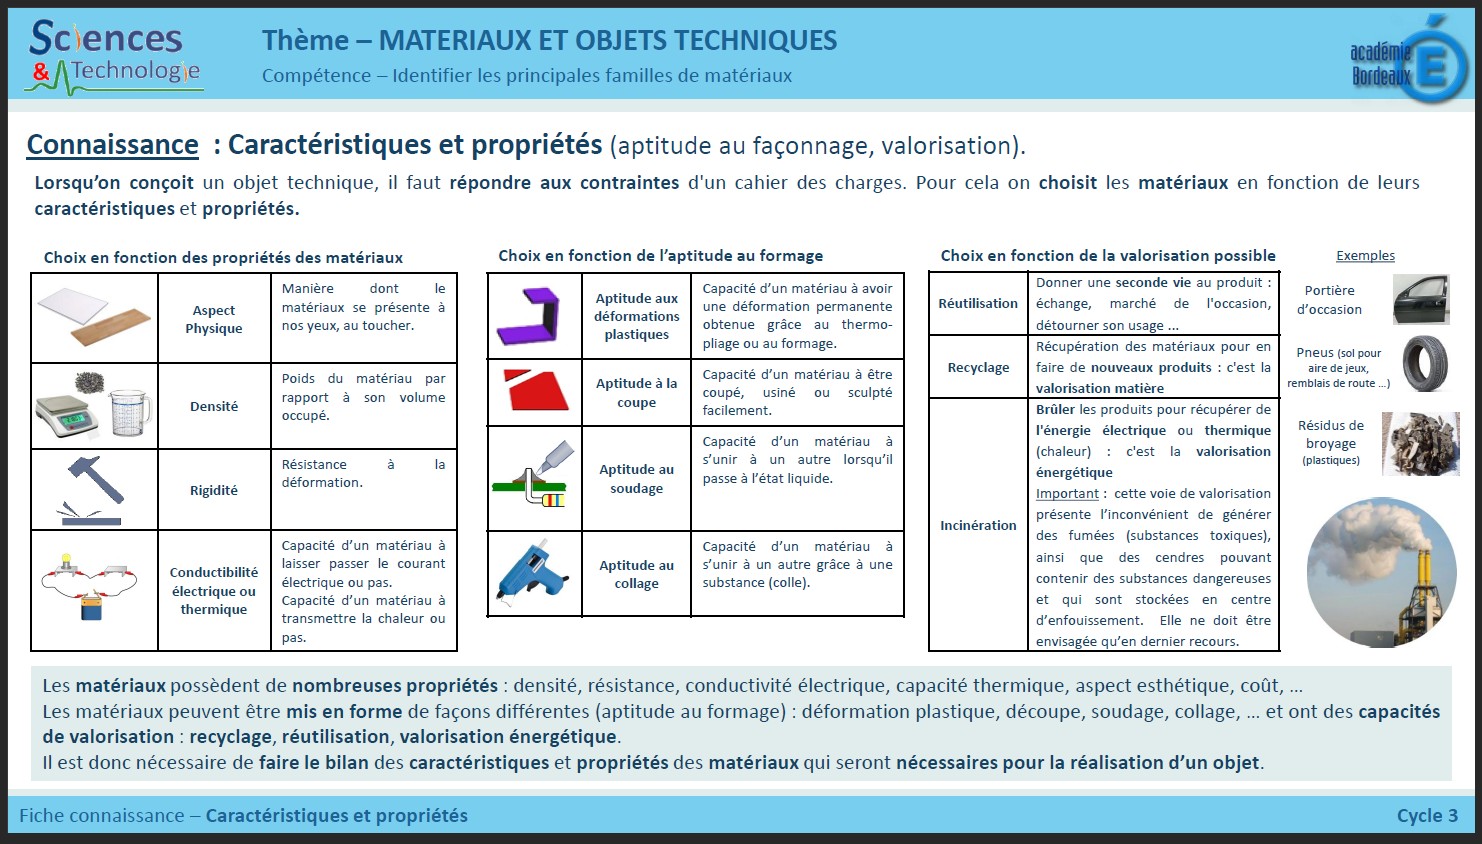 Sciences
& Technologie
Thème – MATERIAUX ET OBJETS TECHNIQUES
Compétence – Identifier les principales familles de matériaux
académie
Bordeaux
É
Connaissance : Caractéristiques et propriétés (aptitude au façonnage, valorisation).
Lorsqu’on conçoit un objet technique, il faut répondre aux contraintes d'un cahier des charges. Pour cela on choisit les matériaux en fonction de leurs
caractéristiques et propriétés.
Choix en fonction des propriétés des matériaux
Aspect
Physique
Manière dont le
matériaux se présente à
nos yeux, au toucher.
Densité
Poids du matériau par
rapport à son volume
occupé.
Rigidité
Résistance à la
déformation.
Conductibilité
électrique ou
thermique
Capacité d’un matériau à
laisser passer le courant
électrique ou pas.
Capacité d’un matériau à
transmettre la chaleur ou
pas.
Choix en fonction de l’aptitude au formage
Aptitude aux
déformations
plastiques
Capacité d’un matériau à avoir
une déformation permanente
obtenue grâce au thermo-
pliage ou au formage.
Aptitude à la
coupe
Capacité d’un matériau à être
coupé, usiné ou sculpté
facilement.
Aptitude au
soudage
Capacité d’un matériau à
s’unir à un autre lorsqu’il
passe à l’état liquide.
Aptitude au
collage
Capacité d’un matériau à
s’unir à un autre grâce à une
substance (colle).
Choix en fonction de la valorisation possible
Réutilisation
Donner une seconde vie au produit :
échange, marché de l'occasion,
détourner son usage ...
Recyclage
Récupération des matériaux pour en
faire de nouveaux produits : c'est la
valorisation matière
Incinération
Brûler les produits pour récupérer de
l'énergie électrique ou thermique
(chaleur) : c'est la valorisation
énergétique
Important : cette voie de valorisation
présente l’inconvénient de générer
des fumées (substances toxiques),
ainsi que des cendres pouvant
contenir des substances dangereuses
et qui sont stockées en centre
d’enfouissement. Elle ne doit être
envisagée qu’en dernier recours.
Exemples
Portière
d’occasion
Pneus (sol pour
aire de jeux,
remblais de route ...)
Résidus de
broyage
(plastiques)
Les matériaux possèdent de nombreuses propriétés : densité, résistance, conductivité électrique, capacité thermique, aspect esthétique, coût, ...
Les matériaux peuvent être mis en forme de façons différentes (aptitude au formage) : déformation plastique, découpe, soudage, collage, ... et ont des capacités
de valorisation : recyclage, réutilisation, valorisation énergétique.
Il est donc nécessaire de faire le bilan des caractéristiques et propriétés des matériaux qui seront nécessaires pour la réalisation d’un objet.
Fiche connaissance – Caractéristiques et propriétés
Cycle 3